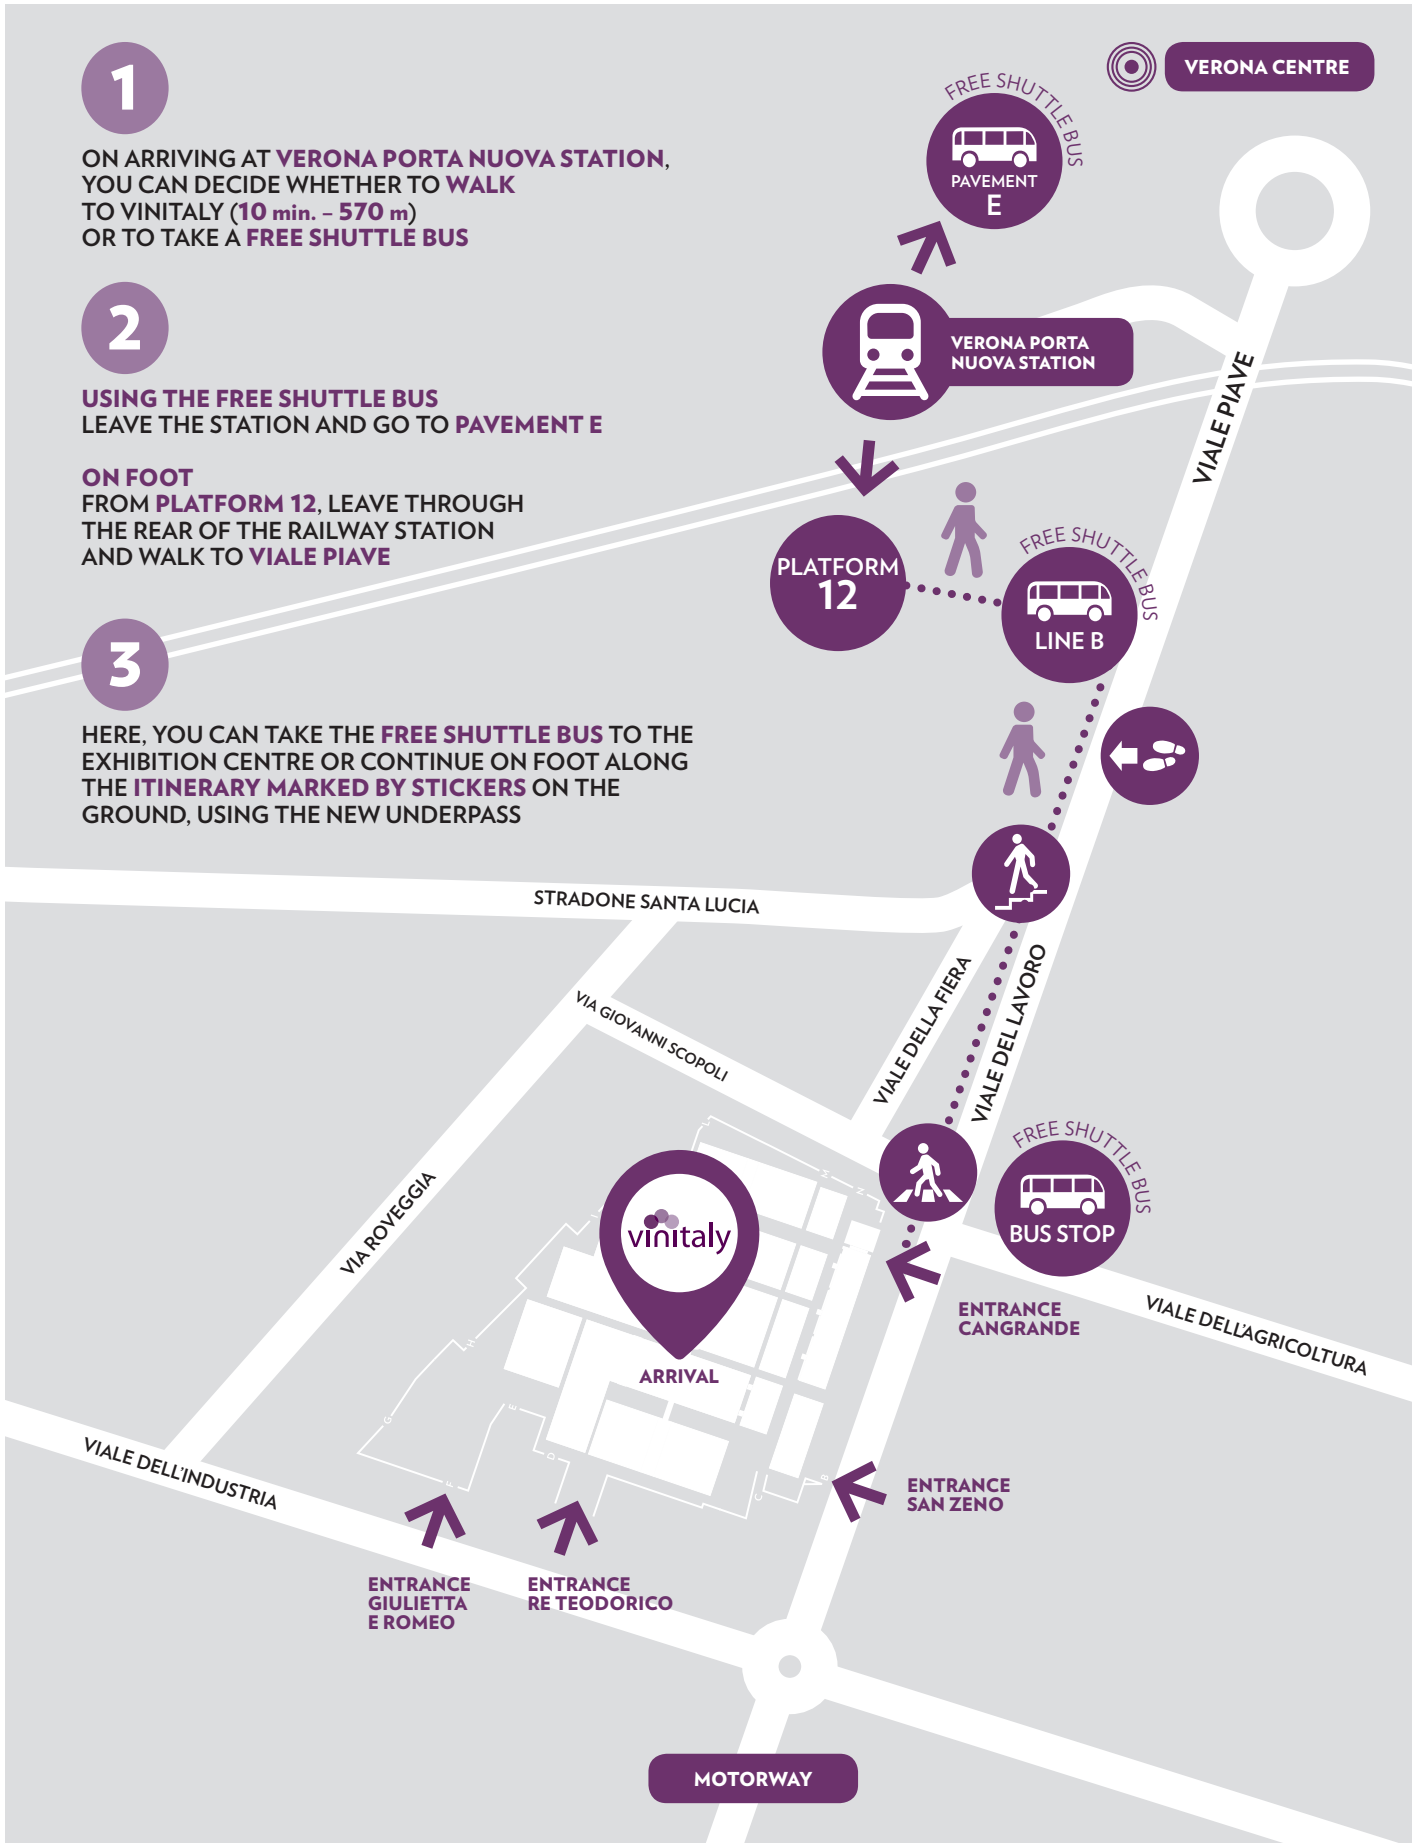 1
ON ARRIVING AT VERONA PORTA NUOVA STATION,
YOU CAN DECIDE WHETHER TO WALK
TO VINITALY (10 min. – 570 m)
OR TO TAKE A FREE SHUTTLE BUS
2
USING THE FREE SHUTTLE BUS
LEAVE THE STATION AND GO TO PAVEMENT E
ON FOOT
FROM PLATFORM 12, LEAVE THROUGH
THE REAR OF THE RAILWAY STATION
AND WALK TO VIALE PIAVE
3
HERE, YOU CAN TAKE THE FREE SHUTTLE BUS TO THE
EXHIBITION CENTRE OR CONTINUE ON FOOT ALONG
THE ITINERARY MARKED BY STICKERS ON THE
GROUND, USING THE NEW UNDERPASS
VERONA CENTRE
FREE SHUTTLE BUS
PAVEMENT
E
VERONA PORTA
NUOVA STATION
VIALE PIAVE
PLATFORM
12
FREE SHUTTLE BUS
LINE B
STRADONE SANTA LUCIA
VIA GIOVANNI SCOPOLI
VIALE DELLA FIERA
VIALE DEL LAVORO
VIA ROVEGGIA
FREE SHUTTLE BUS
BUS STOP
L
M
N
I
vinitaly
ARRIVAL
ENTRANCE
CANGRANDE
VIALE DELL'AGRICOLTURA
H
G
E
D
F
C
B
VIALE DELL'INDUSTRIA
ENTRANCE
SAN ZENO
ENTRANCE
GIULIETTA
E ROMEO
ENTRANCE
RE TEODORICO
MOTORWAY